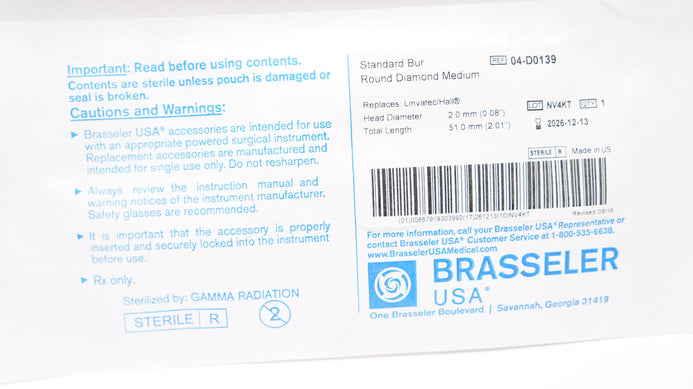 Important: Read before using contents.
Contents are sterile unless pouch is damaged or
seal is broken.
Cautions and Warnings:
► Brasseler USA® accessories are intended for use
with an appropriate powered surgical instrument.
Replacement accessories are manufactured and
intended for single use only. Do not resharpen.
► Always review the instruction manual and
warning notices of the instrument manufacturer.
Safety glasses are recommended.
► It is important that the accessory is properly
inserted and securely locked into the instrument
before use.
► Rx only.
Sterilized by: GAMMA RADIATION
STERILE R 2
Standard Bur REF 04-D0139
Round Diamond Medium
Replaces: Linvatec/Hall® LOT NV4KT QTY 1
Head Diameter 2.0 mm (0.08") 2026-12-13
Total Length 51.0 mm (2.01")
STERILE R Made in US
(01)00887919303992(17)261213(10)NV4KT Revised 05/16
For more information, call your Brasseler USA® Representative or
contact Brasseler USA® Customer Service at 1-800-535-6638.
www.BrasselerUSAMedical.com
BRASSELER
USA®
One Brasseler Boulevard | Savannah, Georgia 31419